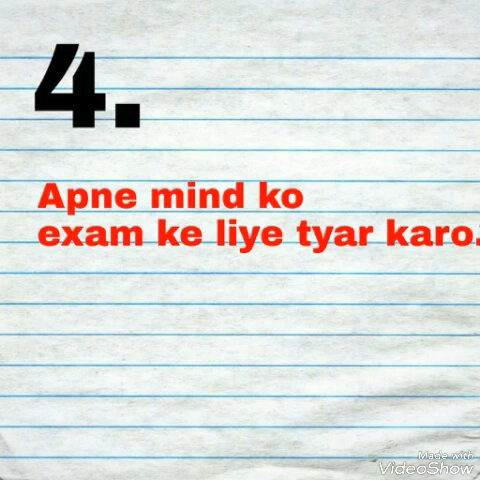 4.
Apne mind ko
exam ke liye tyar karo.
Made with
VideoShow